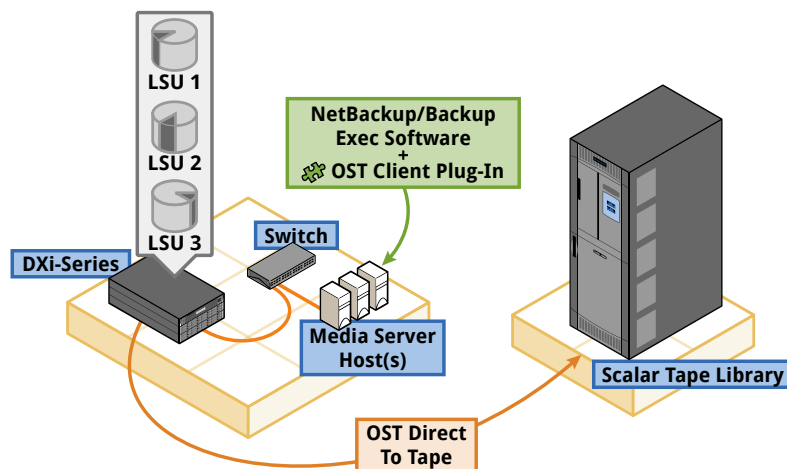 LSU 1
LSU 2
LSU 3
NetBackup/Backup
Exec Software
+
OST Client Plug-In
DXi-Series
Switch
Media Server
Host(s)
Scalar Tape Library
OST Direct
To Tape